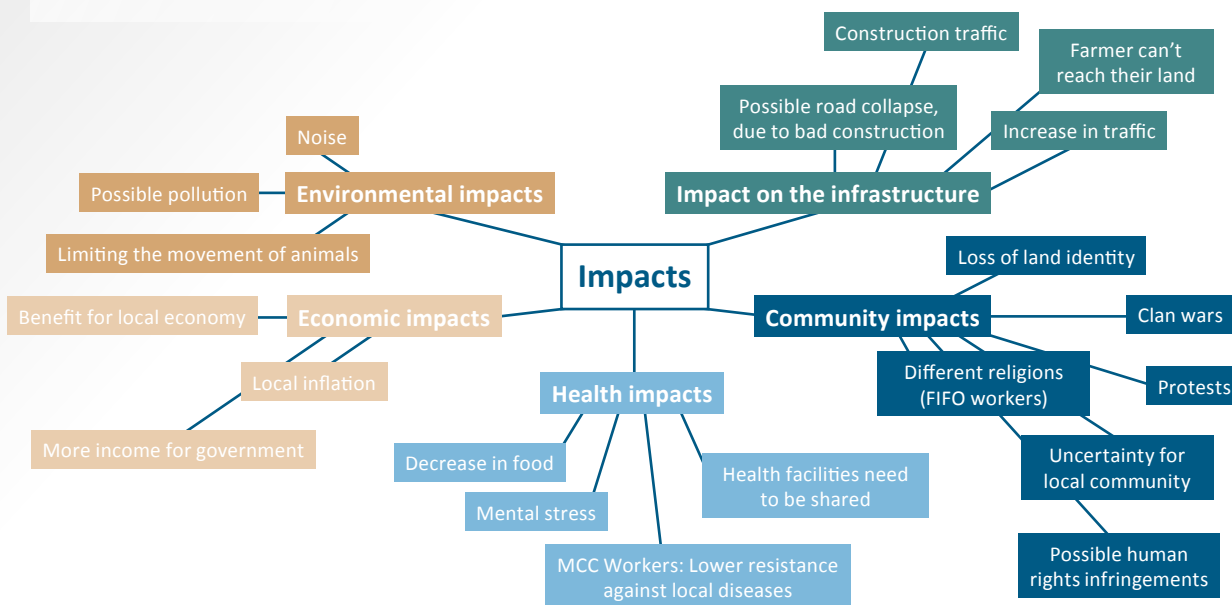 Construction traffic
Farmer can't
reach their land
Possible road collapse,
due to bad construction
Increase in traffic
Impact on the infrastructure
Noise
Possible pollution
Environmental impacts
Limiting the movement of animals
Impacts
Benefit for local economy
Economic impacts
Local inflation
More income for government
Health impacts
Decrease in food
Mental stress
MCC Workers: Lower resistance
against local diseases
Health facilities need
to be shared
Loss of land identity
Community impacts
Clan wars
Different religions
(FIFO workers)
Protests
Uncertainty for
local community
Possible human
rights infringements